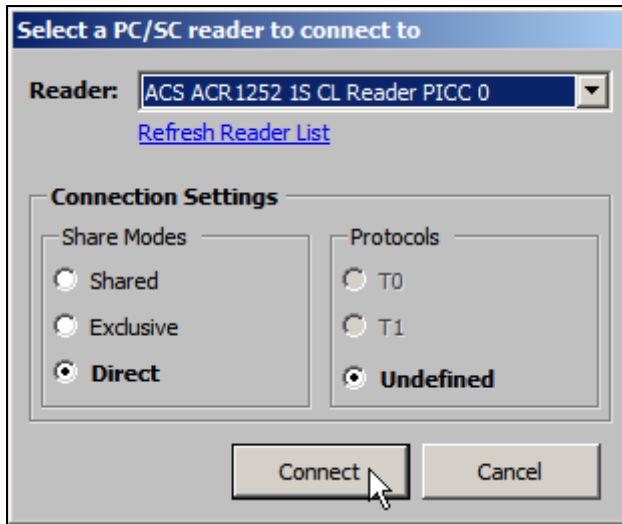 Select a PC/SC reader to connect to
Reader: ACS ACR1252 1S CL Reader PICC 0
Refresh Reader List
Connection Settings
Share Modes
Shared
Exclusive
Direct
Protocols
T0
T1
Undefined
Connect Cancel